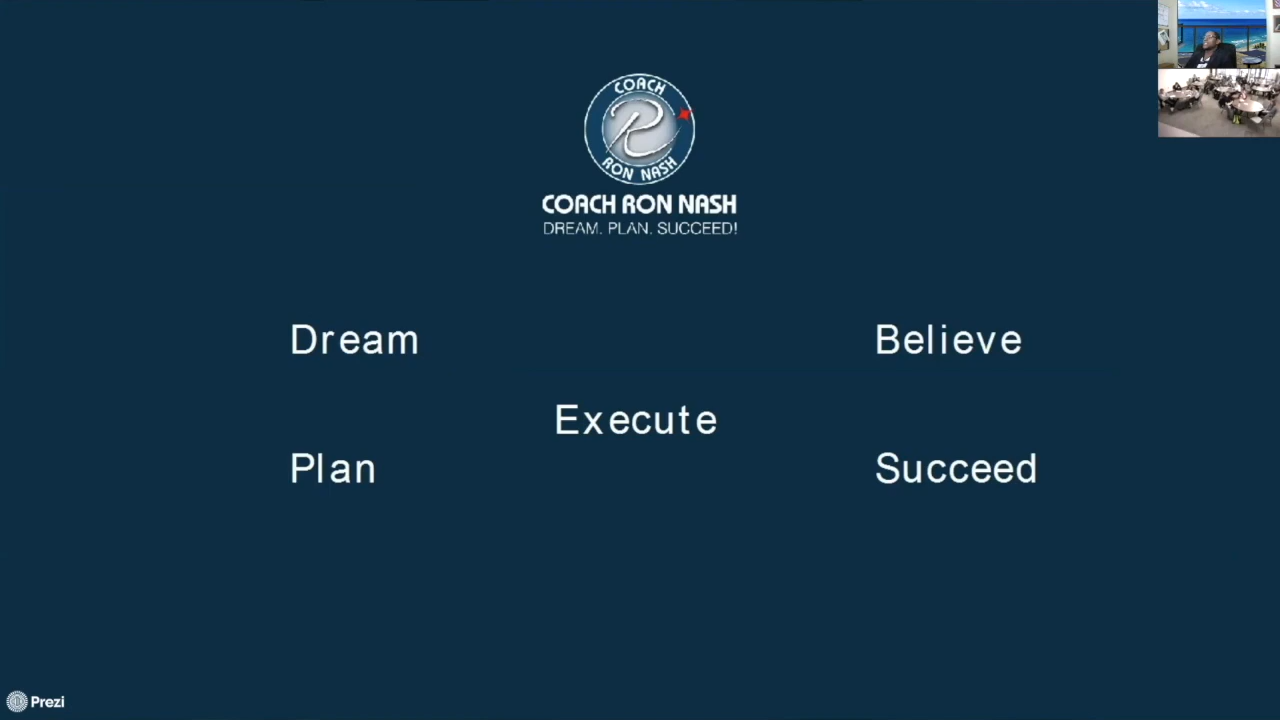 COACH
R
RON NASH
COACH RON NASH
DREAM. PLAN. SUCCEED!
Dream
Believe
Execute
Plan
Succeed
Prezi